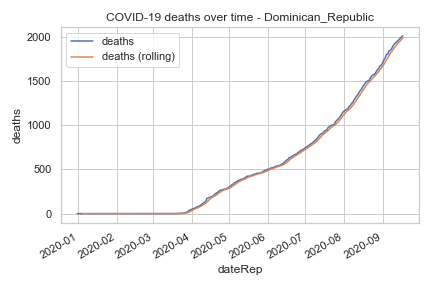 COVID-19 deaths over time - Dominican_Republic
deaths
deaths (rolling)
2000
1500
1000
500
0
deaths
2020-01
2020-02
2020-03
2020-04
2020-05
2020-06
2020-07
2020-08
2020-09
dateRep